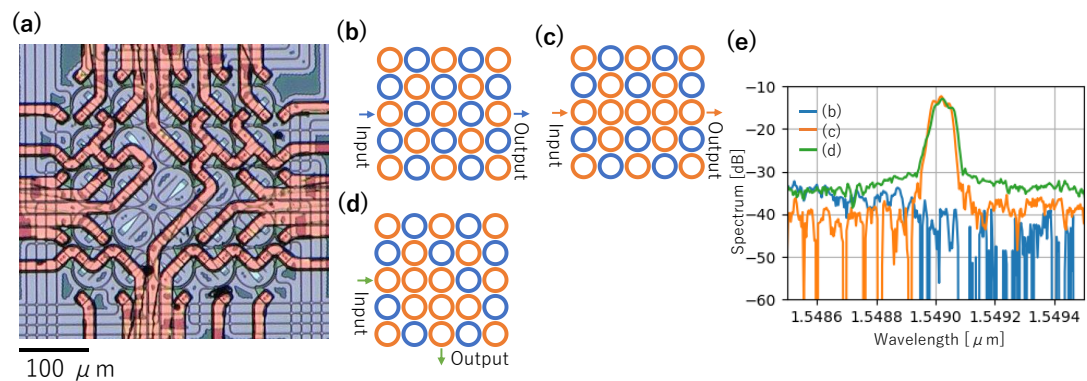 (a)
100 μm
(b)
Input
Output
(c)
Input
Output
(d)
Input
Output
(e)
−10
−20
−30
−40
−50
−60
Spectrum [dB]
(b)
(c)
(d)
1.5486 1.5488 1.5490 1.5492 1.5494
Wavelength [μm]